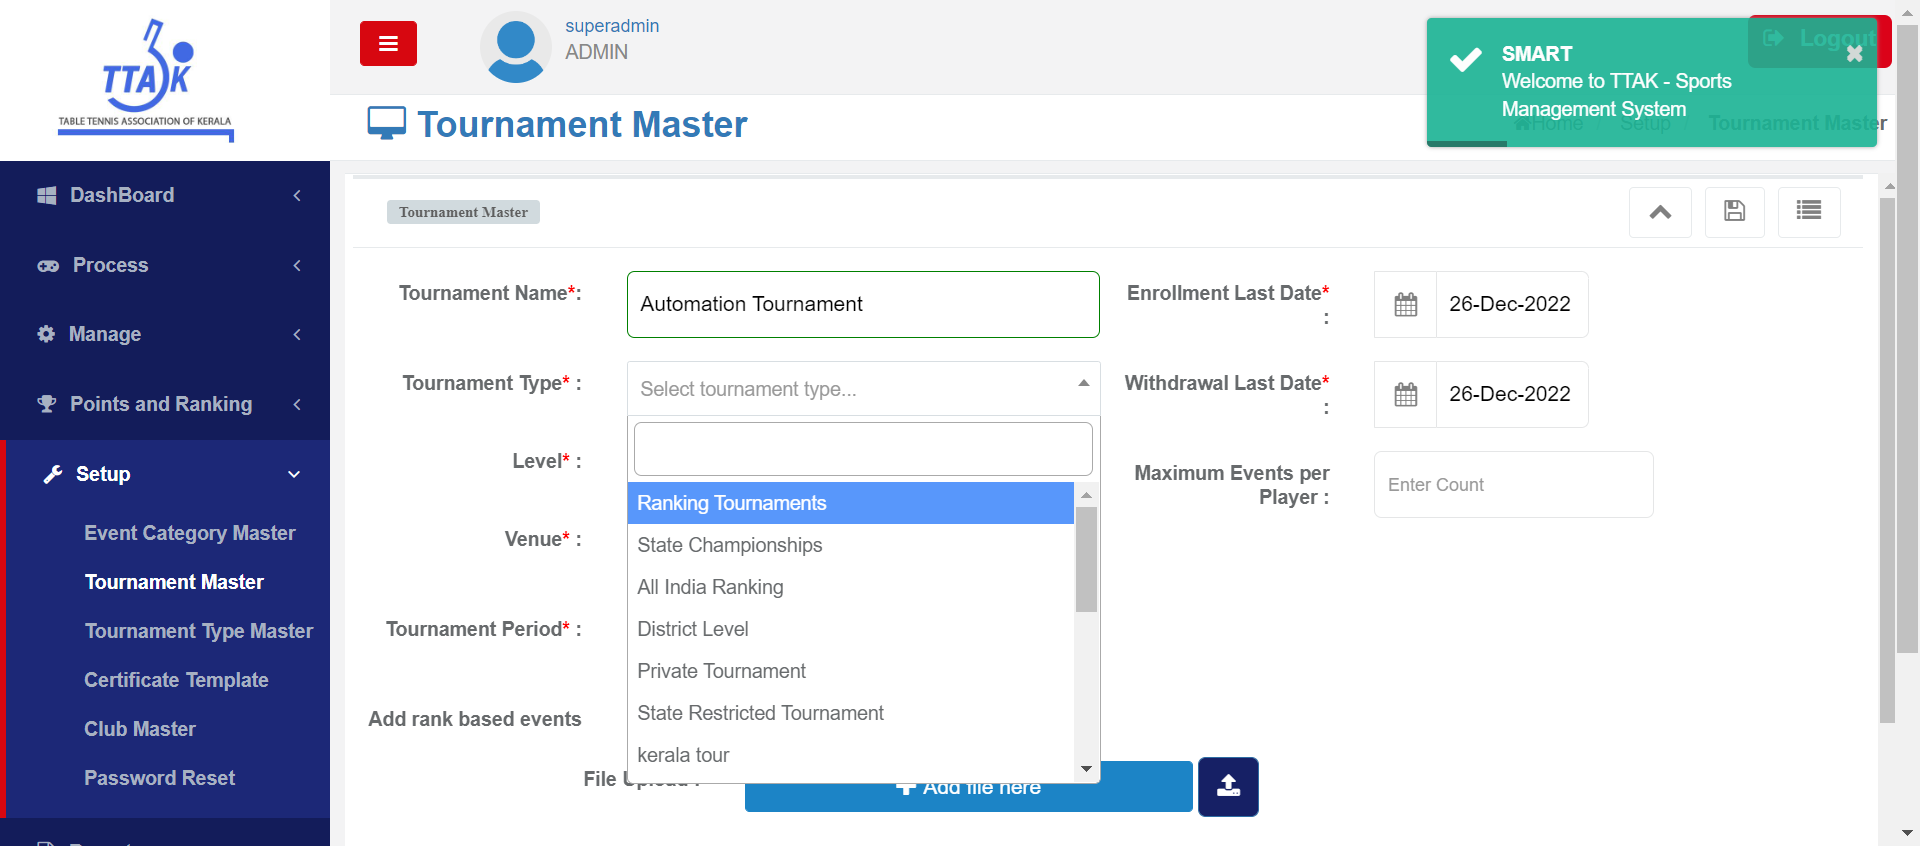 TTAK
TABLE TENNIS ASSOCIATION OF KERALA
superadmin
ADMIN
Logout
SMART
Welcome to TTAK - Sports
Management System
Tournament Master
Home
Setup
Tournament Master
DashBoard
Process
Manage
Points and Ranking
Setup
Event Category Master
Tournament Master
Tournament Type Master
Certificate Template
Club Master
Password Reset
Tournament Master
Tournament Name*:
Automation Tournament
Enrollment Last Date*
:
26-Dec-2022
Tournament Type* :
Select tournament type...
Withdrawal Last Date*
:
26-Dec-2022
Level* :
Maximum Events per
Player :
Enter Count
Ranking Tournaments
State Championships
Venue* :
All India Ranking
Tournament Period* :
District Level
Private Tournament
Add rank based events
State Restricted Tournament
kerala tour
File Upload :
Add file here